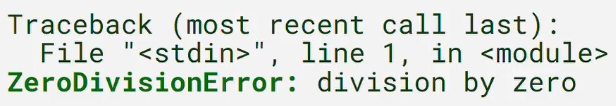 Traceback (most recent call last):
  File "<stdin>", line 1, in <module>
ZeroDivisionError: division by zero